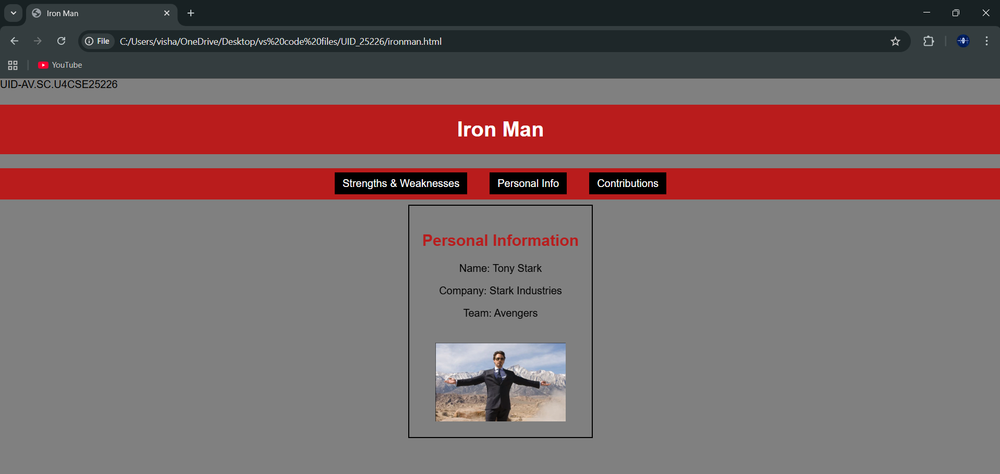 Iron Man
File C:/Users/visha/OneDrive/Desktop/vs%20code%20files/UID_25226/ironman.html
YouTube
UID-AV.SC.U4CSE25226
Iron Man
Strengths & Weaknesses Personal Info Contributions
Personal Information
Name: Tony Stark
Company: Stark Industries
Team: Avengers